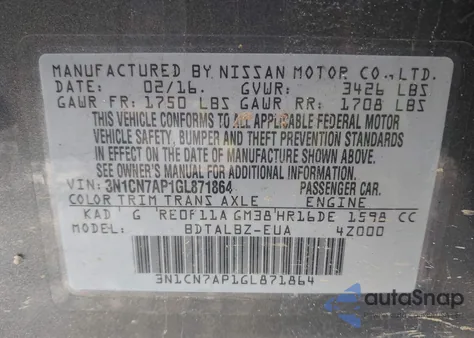 MANUFACTURED BY NISSAN MOTOR CO.,LTD.
DATE: 02/16. GVWR: 3426 LBS
GAWR FR: 1750 LBS GAWR RR: 1708 LBS
THIS VEHICLE CONFORMS TO ALL APPLICABLE FEDERAL MOTOR
VEHICLE SAFETY, BUMPER AND THEFT PREVENTION STANDARDS
IN EFFECT ON THE DATE OF MANUFACTURE SHOWN ABOVE.
SEE OWNER'S MANUAL FOR ADDITIONAL INFORMATION.
VIN: 3N1CN7AP1GL871864 PASSENGER CAR.
COLOR TRIM TRANS AXLE ENGINE
KAD G RE0F11A GM38 HR16DE 1598 CC
BDTALBZ-EUA 4Z000
3N1CN7AP1GL871864
autoSnap